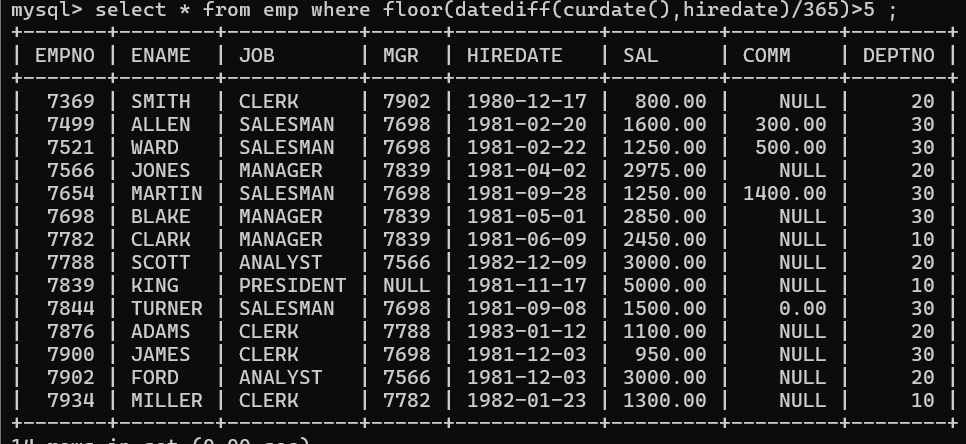 mysql> select * from emp where floor(datediff(curdate(),hiredate)/365)>5 ;
+-------+--------+-----------+------+------------+---------+---------+--------+
| EMPNO | ENAME  | JOB       | MGR  | HIREDATE   | SAL     | COMM    | DEPTNO |
+-------+--------+-----------+------+------------+---------+---------+--------+
|  7369 | SMITH  | CLERK     | 7902 | 1980-12-17 |  800.00 |    NULL |     20 |
|  7499 | ALLEN  | SALESMAN  | 7698 | 1981-02-20 | 1600.00 |  300.00 |     30 |
|  7521 | WARD   | SALESMAN  | 7698 | 1981-02-22 | 1250.00 |  500.00 |     30 |
|  7566 | JONES  | MANAGER   | 7839 | 1981-04-02 | 2975.00 |    NULL |     20 |
|  7654 | MARTIN | SALESMAN  | 7698 | 1981-09-28 | 1250.00 | 1400.00 |     30 |
|  7698 | BLAKE  | MANAGER   | 7839 | 1981-05-01 | 2850.00 |    NULL |     30 |
|  7782 | CLARK  | MANAGER   | 7839 | 1981-06-09 | 2450.00 |    NULL |     10 |
|  7788 | SCOTT  | ANALYST   | 7566 | 1982-12-09 | 3000.00 |    NULL |     20 |
|  7839 | KING   | PRESIDENT | NULL | 1981-11-17 | 5000.00 |    NULL |     10 |
|  7844 | TURNER | SALESMAN  | 7698 | 1981-09-08 | 1500.00 |    0.00 |     30 |
|  7876 | ADAMS  | CLERK     | 7788 | 1983-01-12 | 1100.00 |    NULL |     20 |
|  7900 | JAMES  | CLERK     | 7698 | 1981-12-03 |  950.00 |    NULL |     30 |
|  7902 | FORD   | ANALYST   | 7566 | 1981-12-03 | 3000.00 |    NULL |     20 |
|  7934 | MILLER | CLERK     | 7782 | 1982-01-23 | 1300.00 |    NULL |     10 |
+-------+--------+-----------+------+------------+---------+---------+--------+
14 rows in set (0.00 sec)